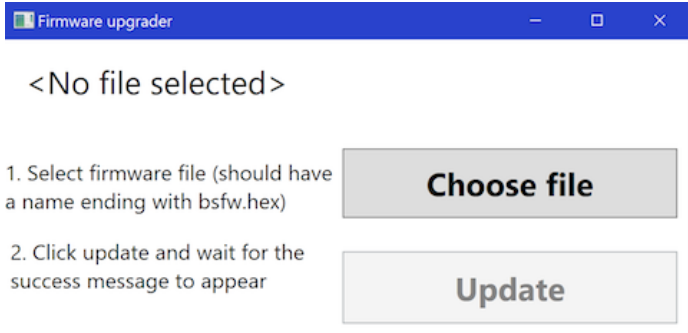 Firmware upgrader
<No file selected>
1. Select firmware file (should have
a name ending with bsfw.hex)
Choose file
2. Click update and wait for the
success message to appear
Update